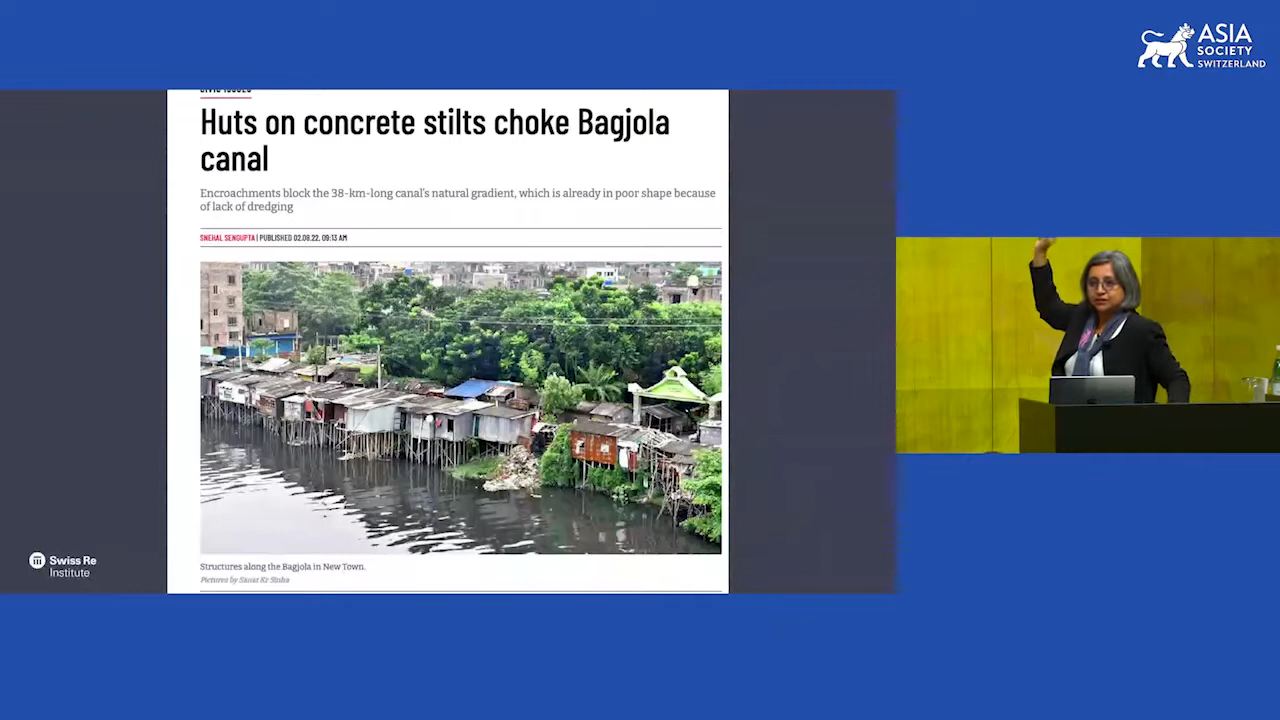 ASIA
SOCIETY
SWITZERLAND
CIVIC ISSUES
Huts on concrete stilts choke Bagjola
canal
Encroachments block the 38-km-long canal's natural gradient, which is already in poor shape because
of lack of dredging
SNEHAL SENGUPTA | PUBLISHED 02.08.22, 09:13 AM
Structures along the Bagjola in New Town.
Pictures by Sanat Kr Sinha
Swiss Re
Institute